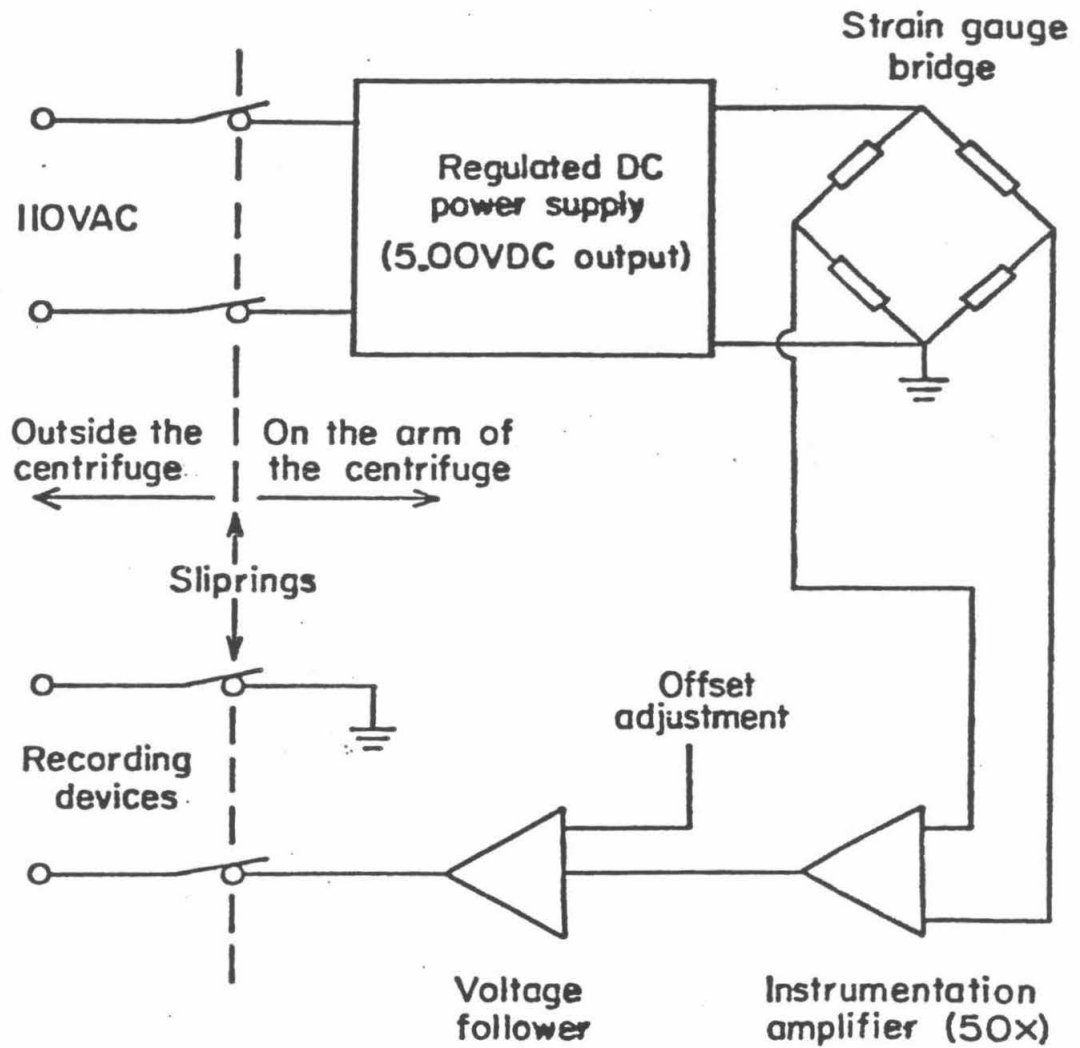 Strain gauge
bridge
Regulated DC
power supply
(5.00VDC output)
110VAC
Outside the
centrifuge
On the arm of
the centrifuge
Sliprings
Offset
adjustment
Recording
devices
Voltage
follower
Instrumentation
amplifier (50x)